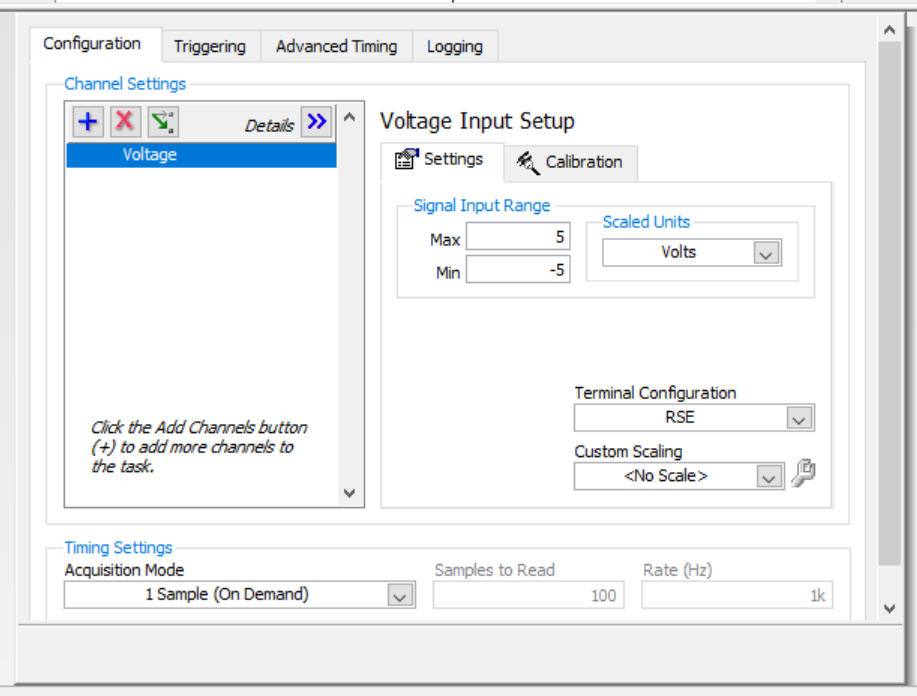 Configuration
Triggering
Advanced Timing
Logging
Channel Settings
Details
Voltage
Click the Add Channels button
(+) to add more channels to
the task.
Voltage Input Setup
Settings
Calibration
Signal Input Range
Max 5
Min -5
Scaled Units
Volts
Terminal Configuration
RSE
Custom Scaling
<No Scale>
Timing Settings
Acquisition Mode
1 Sample (On Demand)
Samples to Read
100
Rate (Hz)
1k